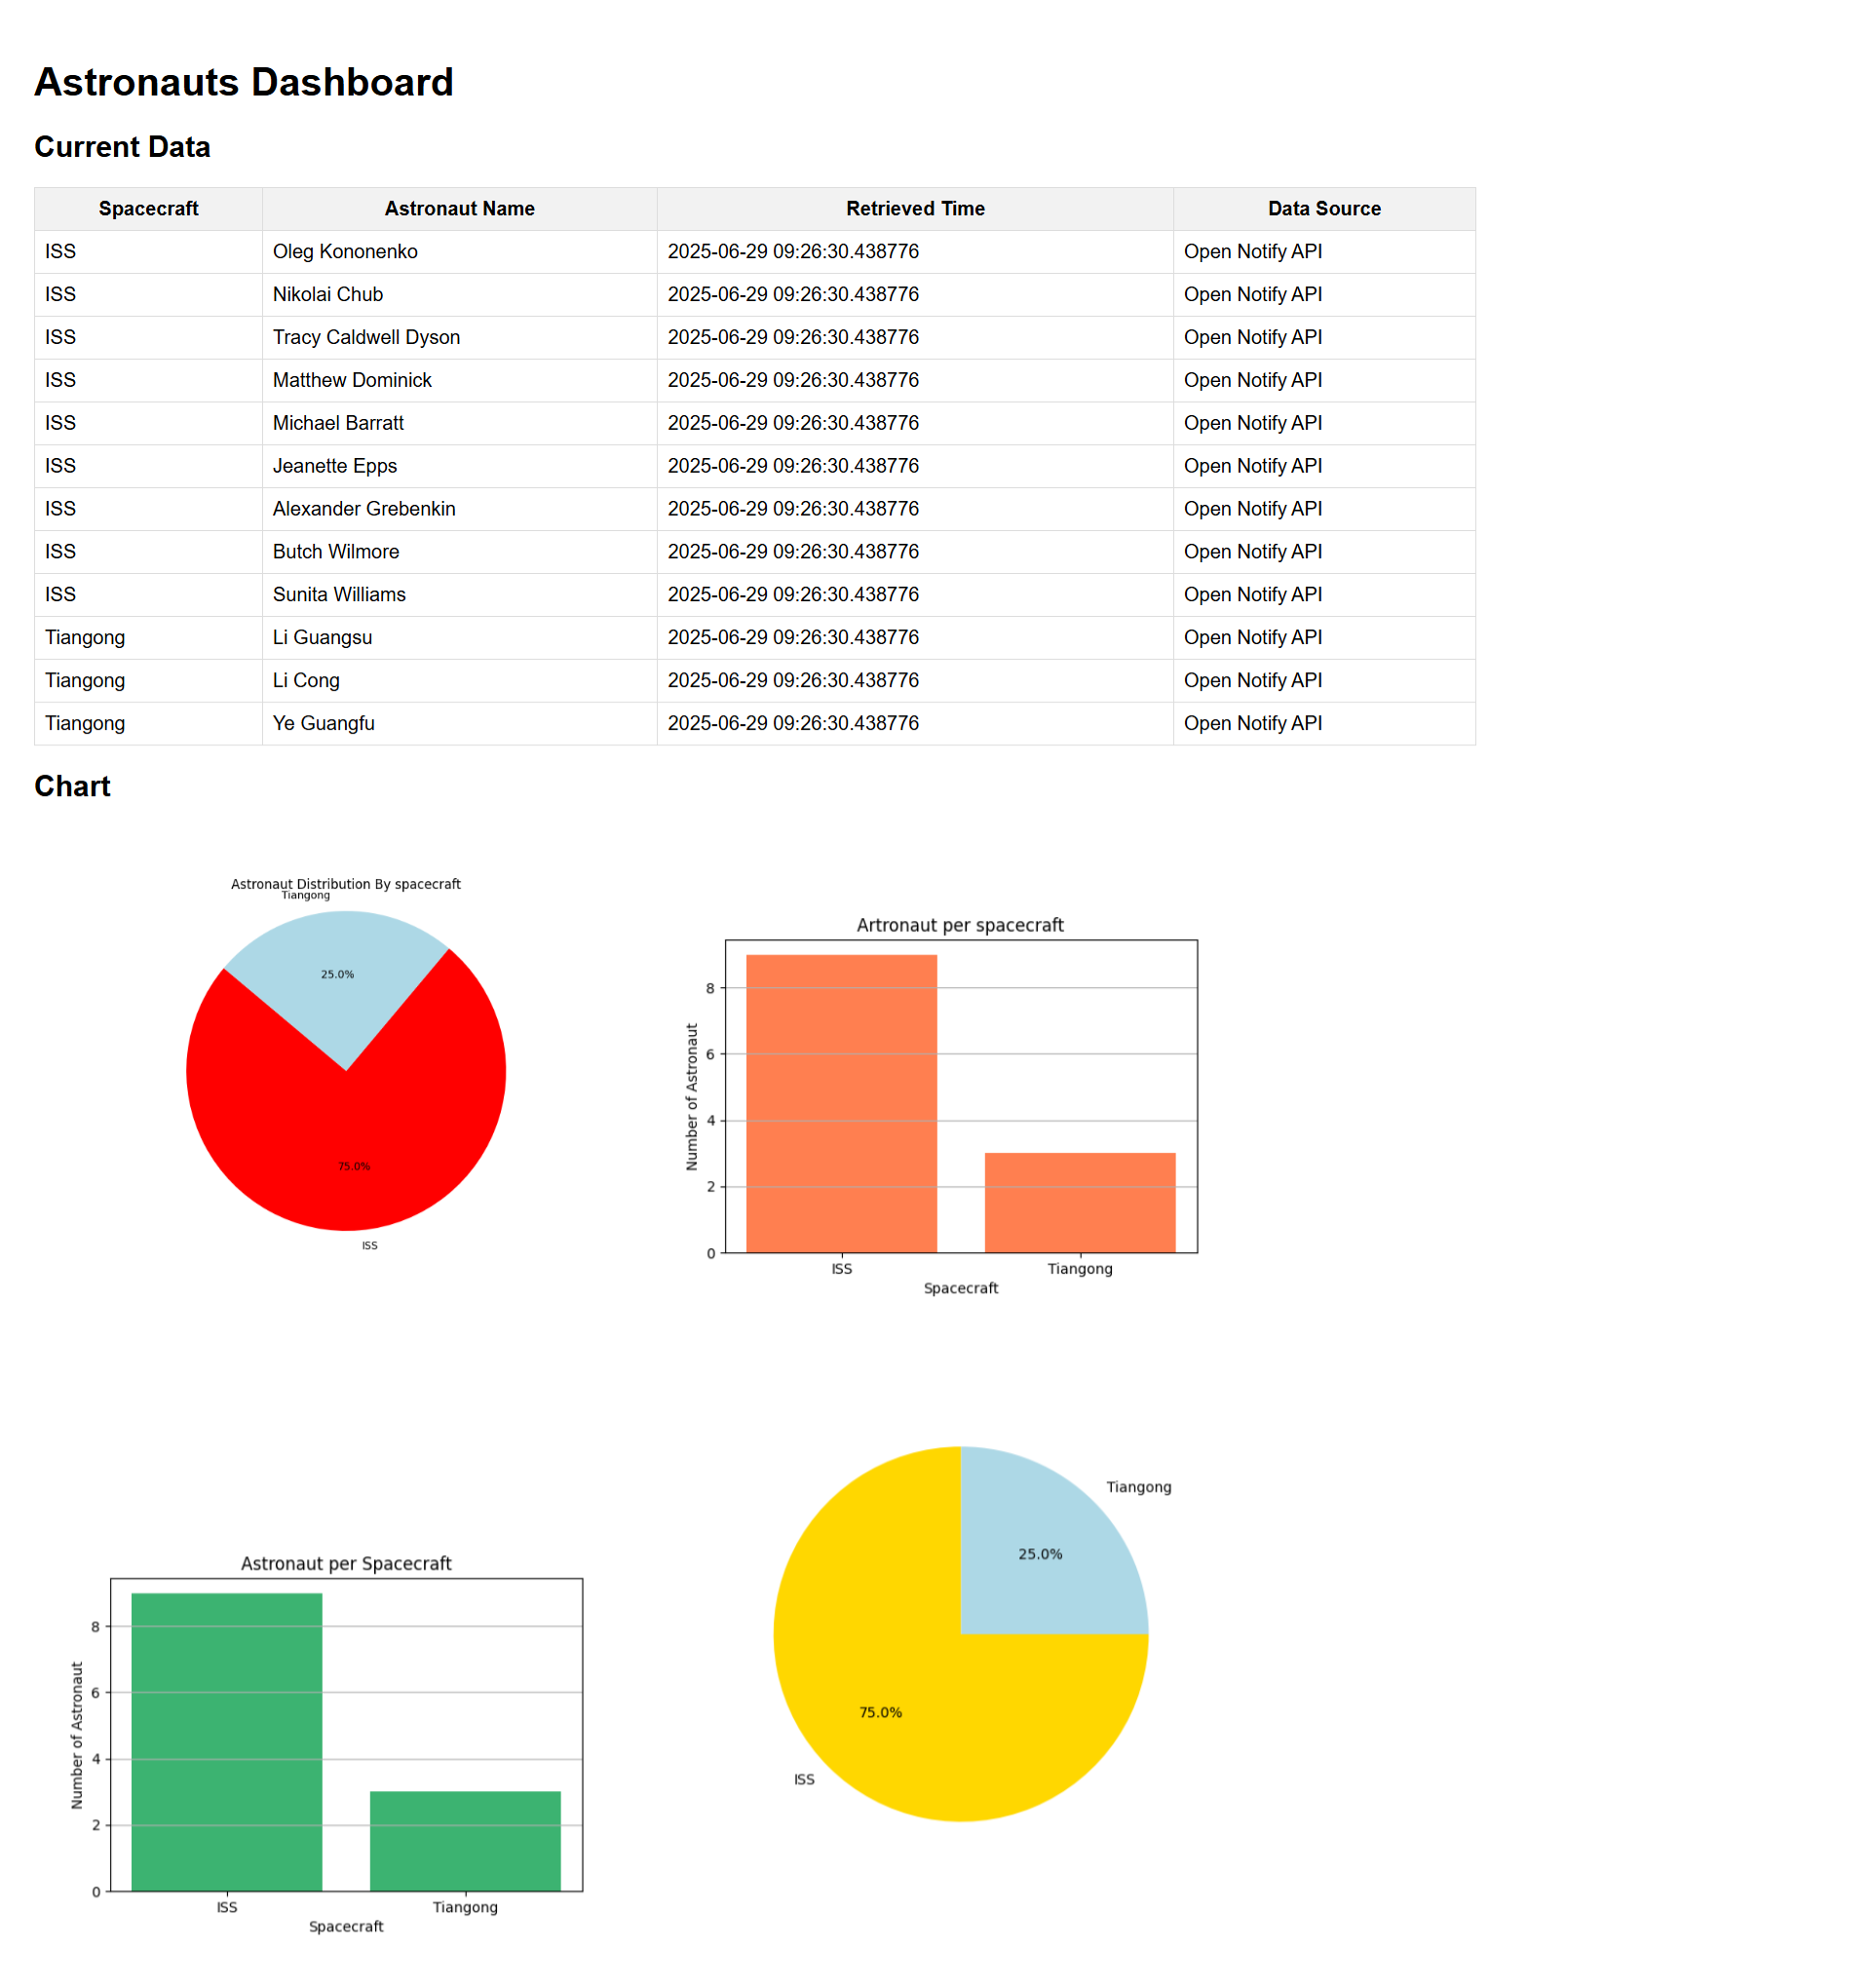 Astronauts Dashboard
Current Data
Spacecraft Astronaut Name Retrieved Time Data Source
ISS Oleg Kononenko 2025-06-29 09:26:30.438776 Open Notify API
ISS Nikolai Chub 2025-06-29 09:26:30.438776 Open Notify API
ISS Tracy Caldwell Dyson 2025-06-29 09:26:30.438776 Open Notify API
ISS Matthew Dominick 2025-06-29 09:26:30.438776 Open Notify API
ISS Michael Barratt 2025-06-29 09:26:30.438776 Open Notify API
ISS Jeanette Epps 2025-06-29 09:26:30.438776 Open Notify API
ISS Alexander Grebenkin 2025-06-29 09:26:30.438776 Open Notify API
ISS Butch Wilmore 2025-06-29 09:26:30.438776 Open Notify API
ISS Sunita Williams 2025-06-29 09:26:30.438776 Open Notify API
Tiangong Li Guangsu 2025-06-29 09:26:30.438776 Open Notify API
Tiangong Li Cong 2025-06-29 09:26:30.438776 Open Notify API
Tiangong Ye Guangfu 2025-06-29 09:26:30.438776 Open Notify API
Chart
Astronaut Distribution By spacecraft
Tiangong
25.0%
75.0%
ISS
Artronaut per spacecraft
Number of Astronaut
8
6
4
2
0
ISS Tiangong
Spacecraft
Astronaut per Spacecraft
Number of Astronaut
8
6
4
2
0
ISS Tiangong
Spacecraft
Tiangong
25.0%
75.0%
ISS